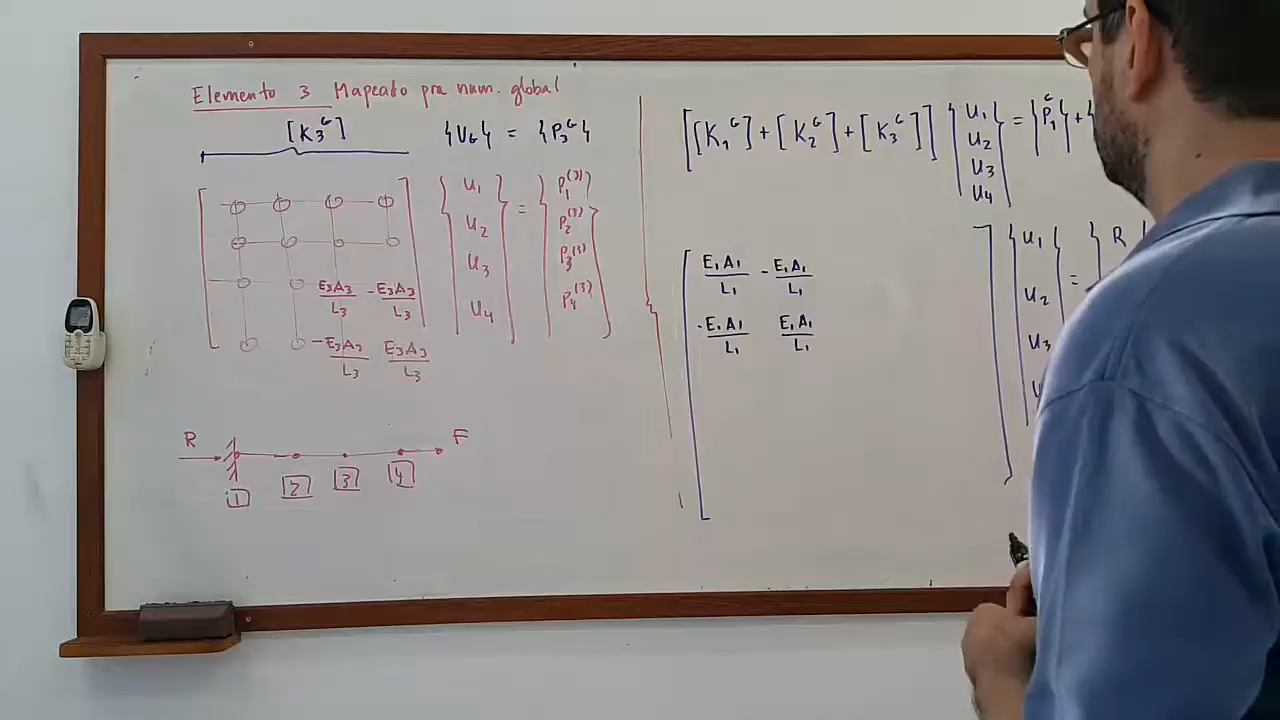 Elemento 3 Mapeado pra num. global
[K₃ᴳ] {U_G} = {P₃ᴳ}
[Φ Φ Φ Φ] {u₁} = {P₁⁽³⁾}
[Φ Φ Φ Φ] {u₂} {P₂⁽³⁾}
[Φ Φ E₃A₃/L₃ -E₃A₃/L₃] {u₃} {P₃⁽³⁾}
[Φ Φ -E₃A₃/L₃ E₃A₃/L₃] {u₄} {P₄⁽³⁾}
R F
1 2 3 4
[[K₁ᴳ] + [K₂ᴳ] + [K₃ᴳ]] {u₁ = {P₁ᴳ} + {
u₂
u₃
u₄}
[E₁A₁/L₁ -E₁A₁/L₁ ] {u₁} = {R
-E₁A₁/L₁ E₁A₁/L₁ u₂
u₃